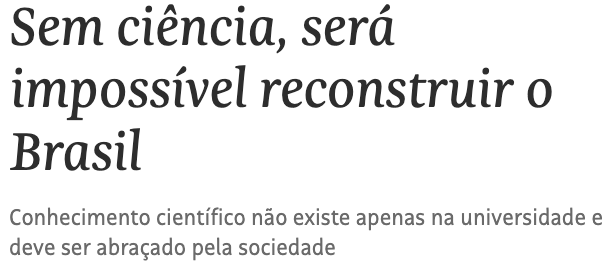 Sem ciência, será
impossível reconstruir o
Brasil
Conhecimento científico não existe apenas na universidade e
deve ser abraçado pela sociedade